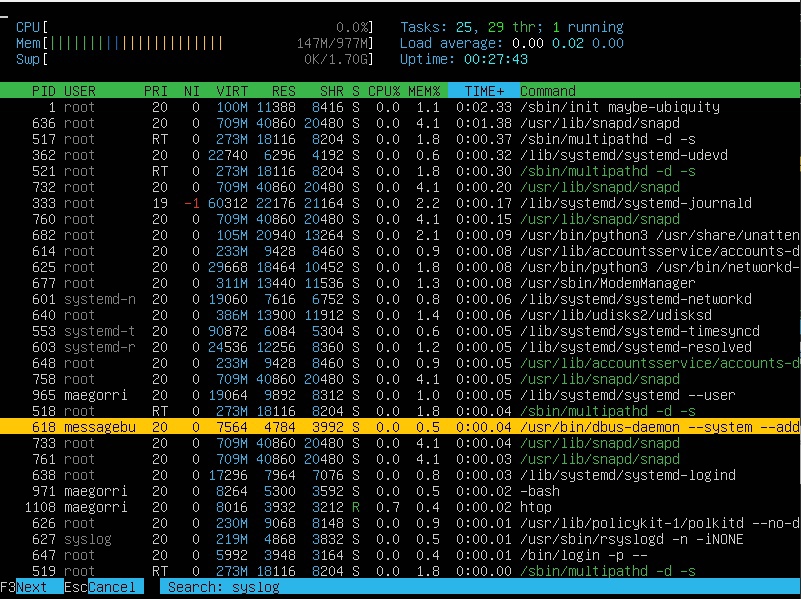 CPU[ 0.0%] Tasks: 25, 29 thr; 1 running
Mem[|||||||||||||||||||||||| 147M/977M] Load average: 0.00 0.02 0.00
Swp[ 0K/1.70G] Uptime: 00:27:43
PID USER PRI NI VIRT RES SHR S CPU% MEM% TIME+ Command
1 root 20 0 100M 11388 8416 S 0.0 1.1 0:02.33 /sbin/init maybe-ubiquity
636 root 20 0 709M 40860 20480 S 0.0 4.1 0:01.38 /usr/lib/snapd/snapd
517 root RT 0 273M 18116 8204 S 0.0 1.8 0:00.37 /sbin/multipathd -d -s
362 root 20 0 22740 6296 4192 S 0.0 0.6 0:00.32 /lib/systemd/systemd-udevd
521 root RT 0 273M 18116 8204 S 0.0 1.8 0:00.30 /sbin/multipathd -d -s
732 root 20 0 709M 40860 20480 S 0.0 4.1 0:00.20 /usr/lib/snapd/snapd
333 root 19 -1 60312 22176 21164 S 0.0 2.2 0:00.17 /lib/systemd/systemd-journald
760 root 20 0 709M 40860 20480 S 0.0 4.1 0:00.15 /usr/lib/snapd/snapd
682 root 20 0 105M 20940 13264 S 0.0 2.1 0:00.09 /usr/bin/python3 /usr/share/unatten
614 root 20 0 233M 9428 8460 S 0.0 0.9 0:00.08 /usr/lib/accountsservice/accounts-d
625 root 20 0 29668 18464 10452 S 0.0 1.8 0:00.08 /usr/bin/python3 /usr/bin/networkd-
677 root 20 0 311M 13440 11536 S 0.0 1.3 0:00.08 /usr/sbin/ModemManager
601 systemd-n 20 0 19060 7616 6752 S 0.0 0.8 0:00.06 /lib/systemd/systemd-networkd
640 root 20 0 386M 13900 11912 S 0.0 1.4 0:00.06 /usr/lib/udisks2/udisksd
553 systemd-t 20 0 90872 6084 5304 S 0.0 0.6 0:00.05 /lib/systemd/systemd-timesyncd
603 systemd-r 20 0 24536 12256 8360 S 0.0 1.2 0:00.05 /lib/systemd/systemd-resolved
648 root 20 0 233M 9428 8460 S 0.0 0.9 0:00.05 /usr/lib/accountsservice/accounts-d
758 root 20 0 709M 40860 20480 S 0.0 4.1 0:00.05 /usr/lib/snapd/snapd
965 maegorri 20 0 19064 9892 8312 S 0.0 1.0 0:00.05 /lib/systemd/systemd --user
518 root RT 0 273M 18116 8204 S 0.0 1.8 0:00.04 /sbin/multipathd -d -s
618 messagebu 20 0 7564 4784 3992 S 0.0 0.5 0:00.04 /usr/bin/dbus-daemon --system --add
733 root 20 0 709M 40860 20480 S 0.0 4.1 0:00.04 /usr/lib/snapd/snapd
761 root 20 0 709M 40860 20480 S 0.0 4.1 0:00.03 /usr/lib/snapd/snapd
638 root 20 0 17296 7964 7076 S 0.0 0.8 0:00.03 /lib/systemd/systemd-logind
971 maegorri 20 0 8264 5300 3592 S 0.0 0.5 0:00.02 -bash
1108 maegorri 20 0 8016 3932 3212 R 0.7 0.4 0:00.02 htop
626 root 20 0 230M 9068 8148 S 0.0 0.9 0:00.01 /usr/lib/policykit-1/polkitd --no-d
627 syslog 20 0 219M 4868 3832 S 0.0 0.5 0:00.01 /usr/sbin/rsyslogd -n -iNONE
647 root 20 0 5992 3948 3164 S 0.0 0.4 0:00.01 /bin/login -p --
519 root RT 0 273M 18116 8204 S 0.0 1.8 0:00.00 /sbin/multipathd -d -s
F3Next EscCancel Search: syslog